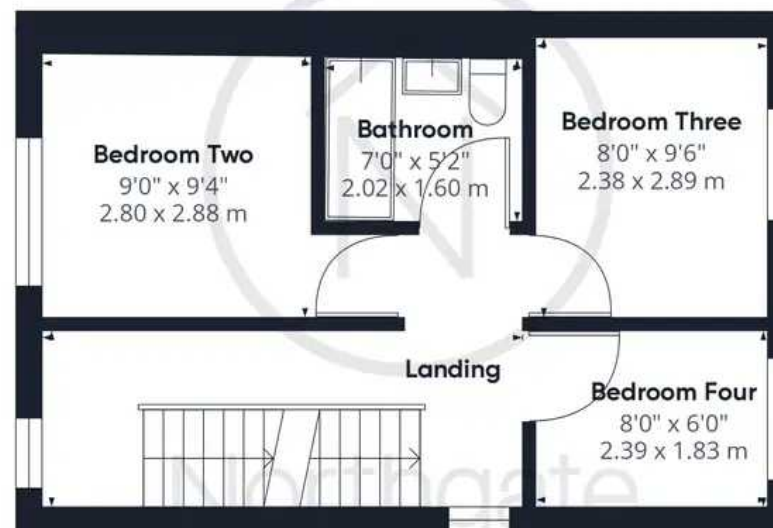 Bedroom Two
9'0" x 9'4"
2.80 x 2.88 m
Bathroom
7'0" x 5'2"
2.02 x 1.60 m
Bedroom Three
8'0" x 9'6"
2.38 x 2.89 m
Landing
Bedroom Four
8'0" x 6'0"
2.39 x 1.83 m
Northgate